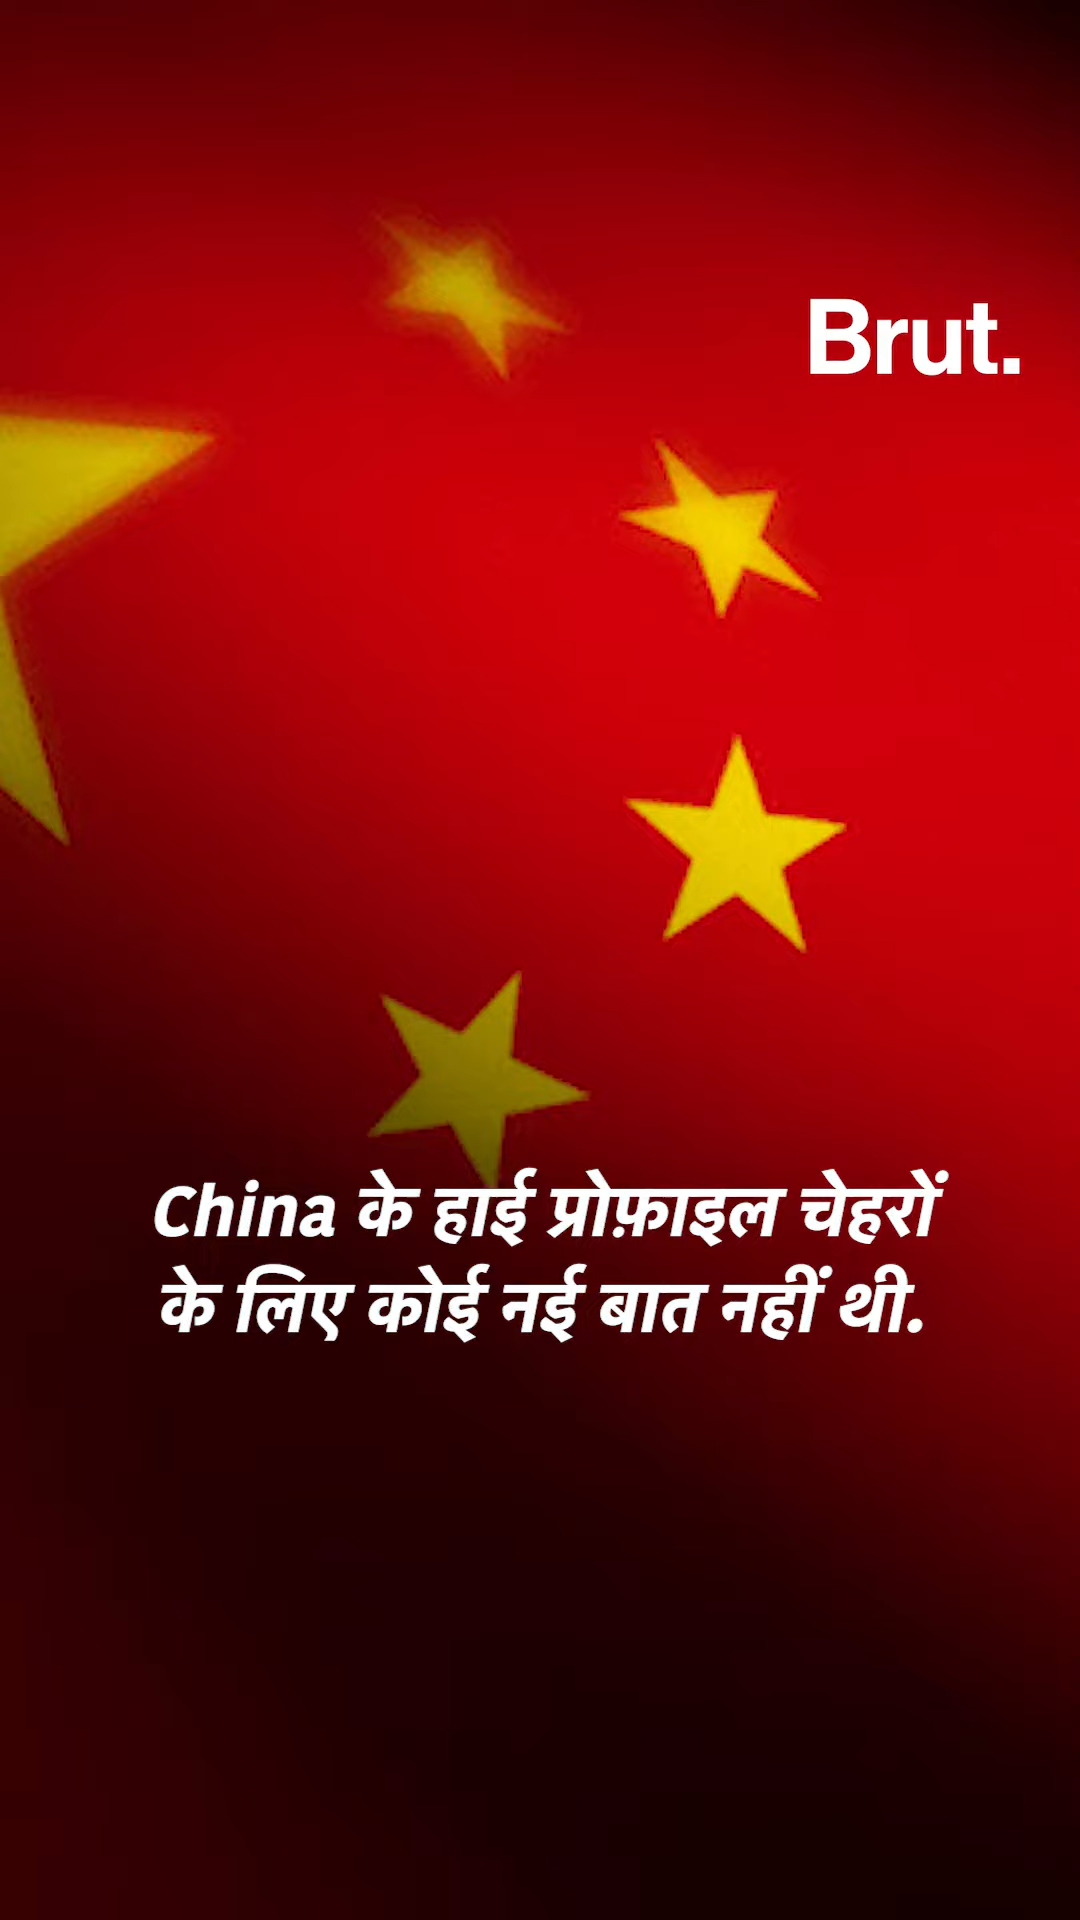 Brut.
China के हाई प्रोफ़ाइल चेहरों
के लिए कोई नई बात नहीं थी.